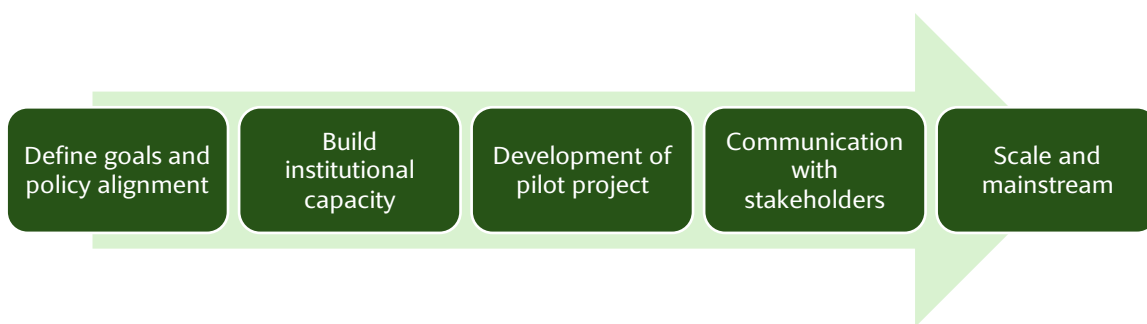 Define goals and
policy alignment
Build
institutional
capacity
Development of
pilot project
Communication
with
stakeholders
Scale and
mainstream